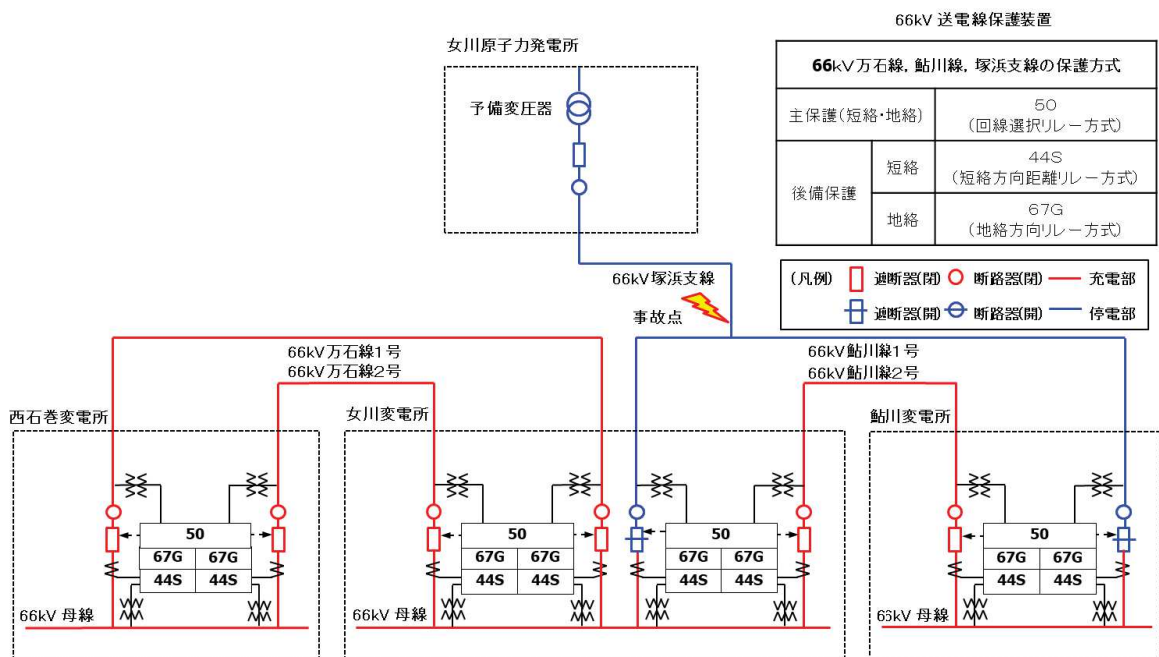 66kV 送電線保護装置
66kV万石線，鮎川線，塚浜支線の保護方式
主保護(短絡・地絡)
50
(回線選択リレー方式)
後備保護
短絡
44S
(短絡方向距離リレー方式)
地絡
67G
(地絡方向リレー方式)
(凡例) 遮断器(閉) 断路器(閉) 充電部
遮断器(開) 断路器(開) 停電部
女川原子力発電所
予備変圧器
66kV塚浜支線
事故点
66kV万石線1号
66kV万石線2号
66kV鮎川線1号
66kV鮎川線2号
西石巻変電所
50
67G 67G
44S 44S
66kV 母線
女川変電所
50
67G 67G
44S 44S
50
67G 67G
44S 44S
66kV 母線
鮎川変電所
50
67G 67G
44S 44S
66kV 母線